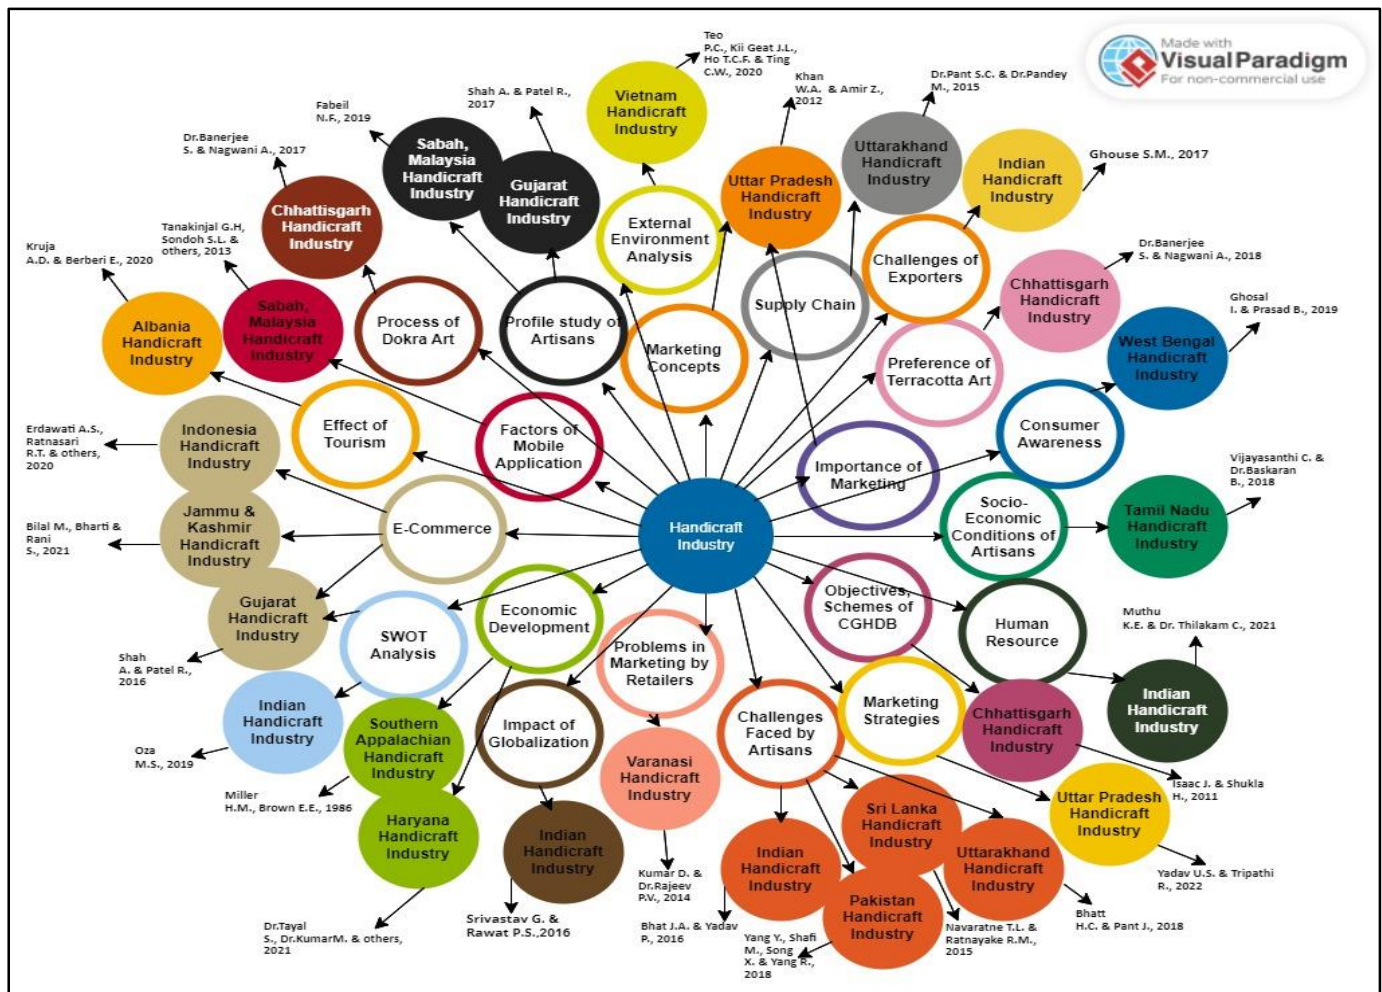 Made with
Visual Paradigm
For non-commercial use
Teo
P.C., Kii Geat J.L.,
Ho T.C.F. & Ting
C.W., 2020
Vietnam
Handicraft
Industry
Khan
W.A. & Amir Z.,
2012
Dr.Pant S.C. & Dr.Pandey
M., 2015
Shah A. & Patel R.,
2017
Fabeil
N.F., 2019
Dr.Banerjee
S. & Nagwani A., 2017
Sabah,
Malaysia
Handicraft
Industry
Gujarat
Handicraft
Industry
Uttar Pradesh
Handicraft
Industry
Uttarakhand
Handicraft
Industry
Indian
Handicraft
Industry
Ghouse S.M., 2017
Chhattisgarh
Handicraft
Industry
Tanakinjal G.H,
Sondoh S.L. &
others, 2013
Kruja
A.D. & Berberi E., 2020
External
Environment
Analysis
Challenges of
Exporters
Dr.Banerjee
S. & Nagwani A., 2018
Chhattisgarh
Handicraft
Industry
Ghosal
I. & Prasad B., 2019
Albania
Handicraft
Industry
Sabah,
Malaysia
Handicraft
Industry
Process of
Dokra Art
Profile study of
Artisans
Marketing
Concepts
Supply Chain
Preference of
Terracotta Art
West Bengal
Handicraft
Industry
Erdawati A.S.,
Ratnasari
R.T. & others,
2020
Indonesia
Handicraft
Industry
Effect of
Tourism
Factors of
Mobile
Application
Importance of
Marketing
Consumer
Awareness
Vijayasanthi C. &
Dr.Baskaran
B., 2018
Bilal M., Bharti &
Rani
S., 2021
Jammu &
Kashmir
Handicraft
Industry
E-Commerce
Handicraft
Industry
Socio-
Economic
Conditions of
Artisans
Tamil Nadu
Handicraft
Industry
Gujarat
Handicraft
Industry
SWOT
Analysis
Economic
Development
Problems in
Marketing by
Retailers
Objectives,
Schemes of
CGHDB
Human
Resource
Muthu
K.E. & Dr. Thilakam C., 2021
Shah
A. & Patel R.,
2016
Indian
Handicraft
Industry
Southern
Appalachian
Handicraft
Industry
Impact of
Globalization
Challenges
Faced by
Artisans
Marketing
Strategies
Chhattisgarh
Handicraft
Industry
Indian
Handicraft
Industry
Oza
M.S., 2019
Miller
H.M., Brown E.E., 1986
Varanasi
Handicraft
Industry
Isaac J. & Shukla
H., 2011
Haryana
Handicraft
Industry
Indian
Handicraft
Industry
Indian
Handicraft
Industry
Sri Lanka
Handicraft
Industry
Uttarakhand
Handicraft
Industry
Uttar Pradesh
Handicraft
Industry
Kumar D. &
Dr.Rajeev
P.V., 2014
Pakistan
Handicraft
Industry
Yadav U.S. & Tripathi
R., 2022
Dr.Tayal
S., Dr.KumarM. & others,
2021
Srivastav G. &
Rawat P.S.,2016
Bhat J.A. & Yadav
P., 2016
Yang Y., Shafi
M., Song
X. & Yang R.,
2018
Navaratne T.L. &
Ratnayake R.M.,
2015
Bhatt
H.C. & Pant J., 2018